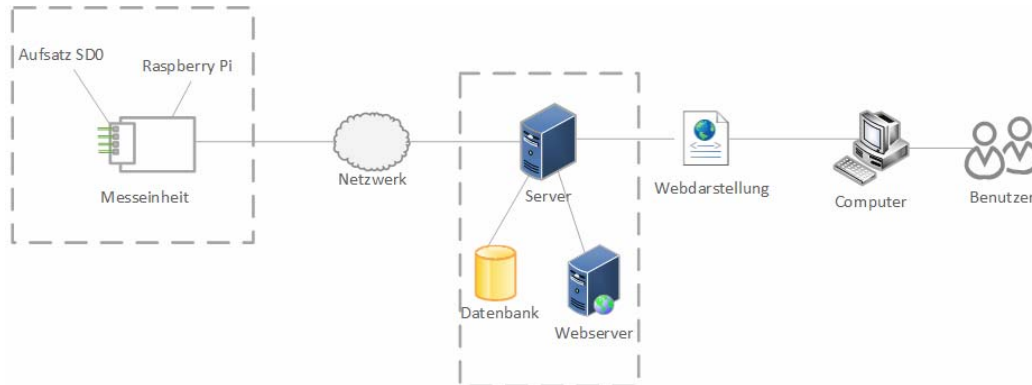 Aufsatz SD0
Raspberry Pi
Messeinheit
Netzwerk
Server
Datenbank
Webserver
Webdarstellung
Computer
Benutzer